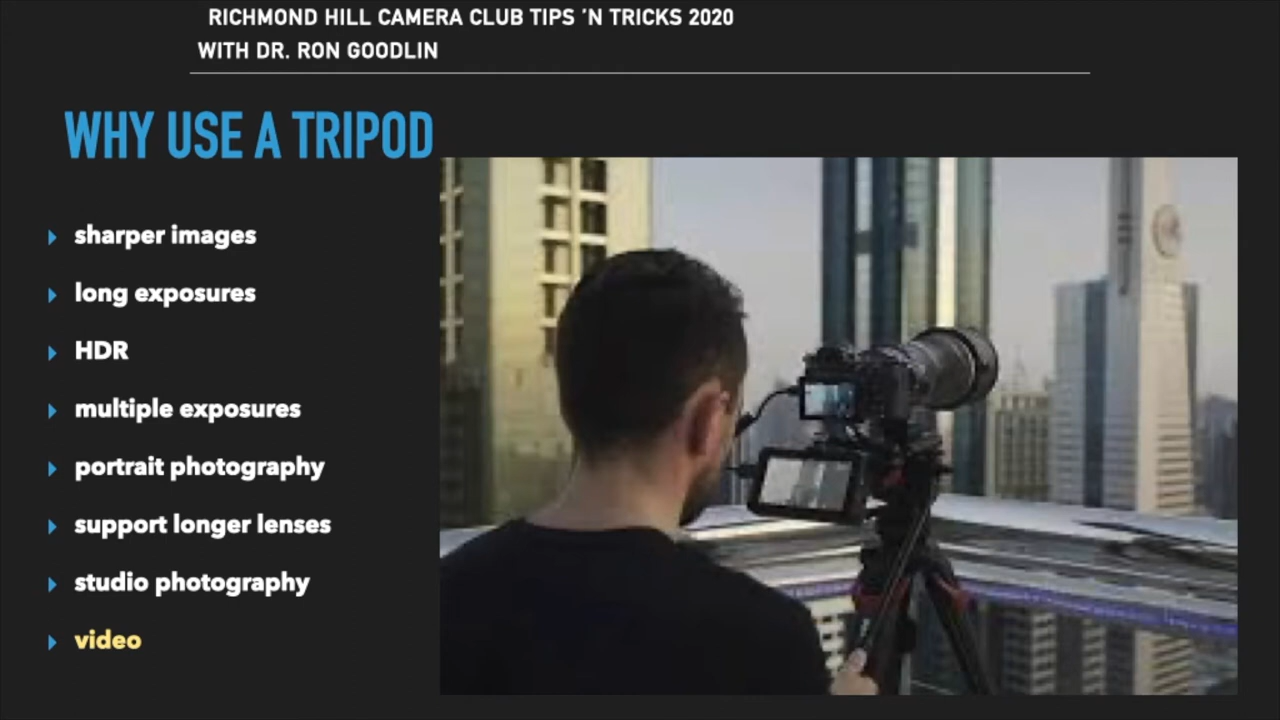 RICHMOND HILL CAMERA CLUB TIPS 'N TRICKS 2020
WITH DR. RON GOODLIN
WHY USE A TRIPOD
sharper images
long exposures
HDR
multiple exposures
portrait photography
support longer lenses
studio photography
video